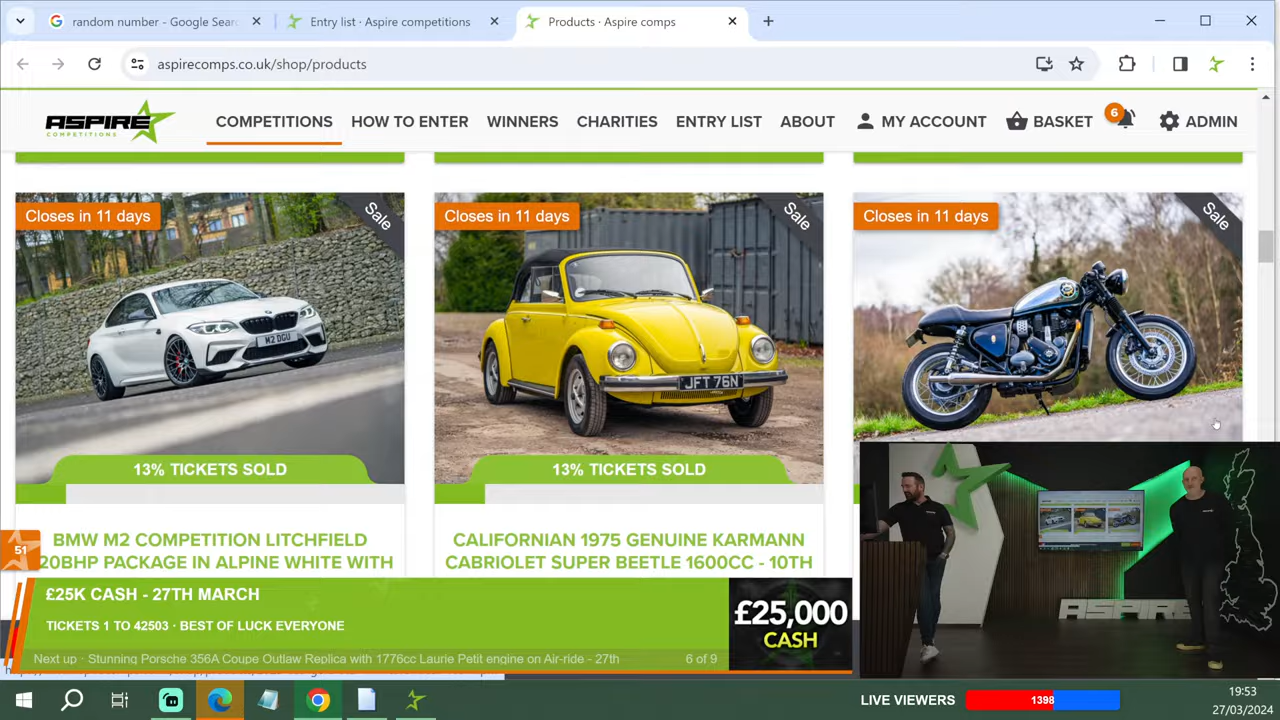 random number - Google Sear
Entry list · Aspire competitions
Products · Aspire comps
aspirecomps.co.uk/shop/products
ASPIRE
COMPETITIONS
COMPETITIONS
HOW TO ENTER
WINNERS
CHARITIES
ENTRY LIST
ABOUT
MY ACCOUNT
BASKET
6
ADMIN
Closes in 11 days
Sale
Closes in 11 days
Sale
Closes in 11 days
Sale
M2 DGU
JFT 76N
13% TICKETS SOLD
13% TICKETS SOLD
BMW M2 COMPETITION LITCHFIELD
20BHP PACKAGE IN ALPINE WHITE WITH
CALIFORNIAN 1975 GENUINE KARMANN
CABRIOLET SUPER BEETLE 1600CC - 10TH
51
£25K CASH - 27TH MARCH
TICKETS 1 TO 42503 · BEST OF LUCK EVERYONE
Next up · Stunning Porsche 356A Coupe Outlaw Replica with 1776cc Laurie Petit engine on Air-ride - 27th
6 of 9
£25,000
CASH
ASPIRE
LIVE VIEWERS
1398
19:53
27/03/2024